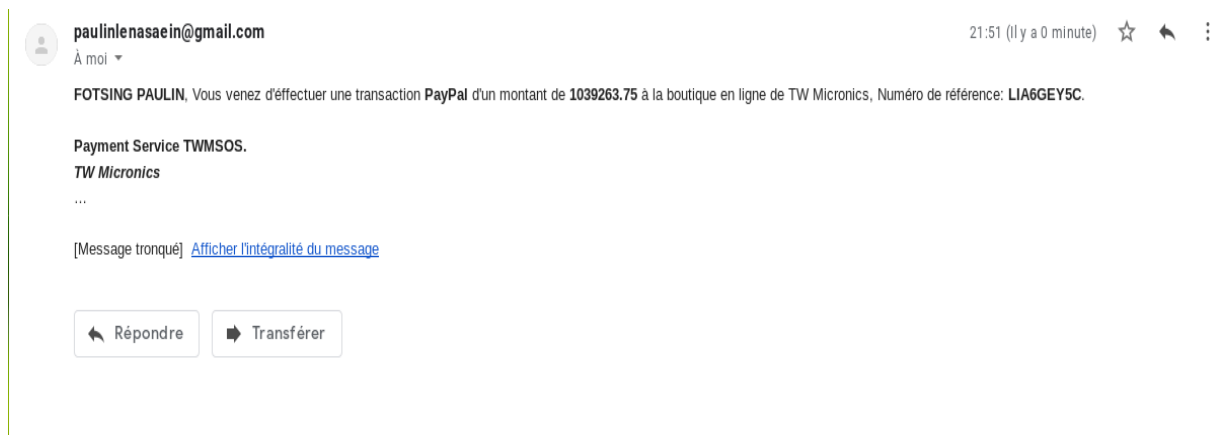 paulinlenasaein@gmail.com
21:51 (Il y a 0 minute)
À moi
FOTSING PAULIN, Vous venez d'éffectuer une transaction PayPal d'un montant de 1039263.75 à la boutique en ligne de TW Micronics, Numéro de référence: LIA6GEY5C.
Payment Service TWMSOS.
TW Micronics
...
[Message tronqué] Afficher l'intégralité du message
Répondre
Transférer